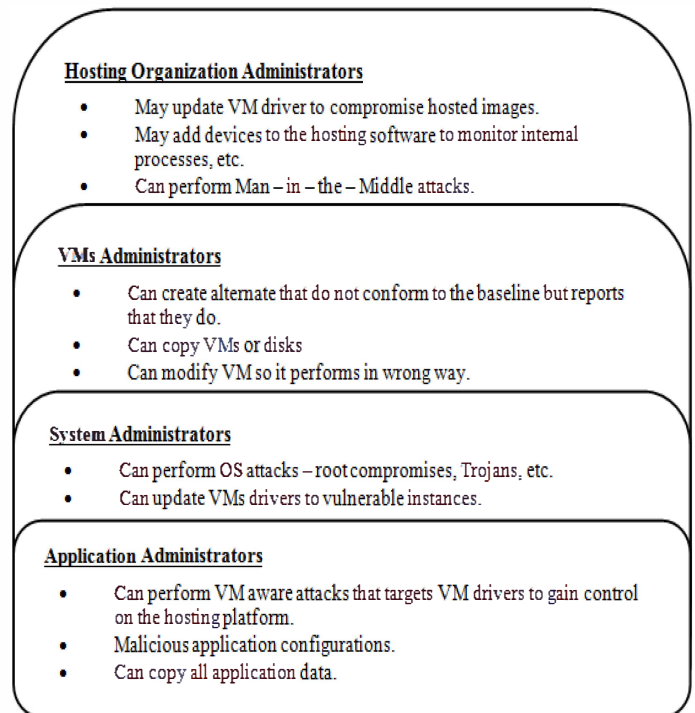 Hosting Organization Administrators
• May update VM driver to compromise hosted images.
• May add devices to the hosting software to monitor internal
processes, etc.
• Can perform Man – in – the – Middle attacks.
VMs Administrators
• Can create alternate that do not conform to the baseline but reports
that they do.
• Can copy VMs or disks
• Can modify VM so it performs in wrong way.
System Administrators
• Can perform OS attacks – root compromises, Trojans, etc.
• Can update VMs drivers to vulnerable instances.
Application Administrators
• Can perform VM aware attacks that targets VM drivers to gain control
on the hosting platform.
• Malicious application configurations.
• Can copy all application data.